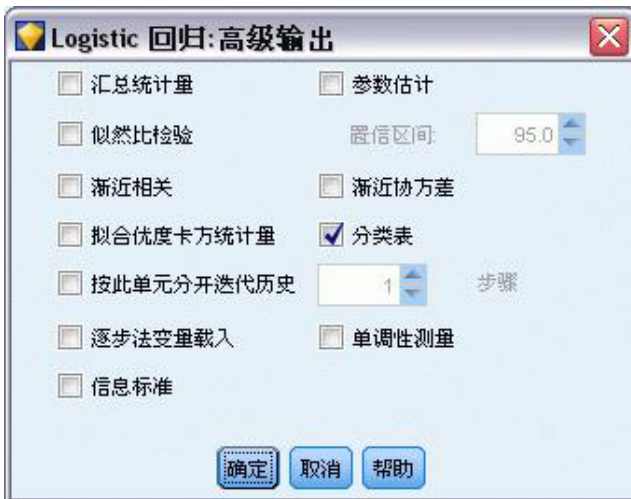 Logistic 回归:高级输出
汇总统计量 参数估计
似然比检验 置信区间: 95.0
渐近相关 渐近协方差
拟合优度卡方统计量 分类表
按此单元分开迭代历史 1 步骤
逐步法变量载入 单调性测量
信息标准
确定 取消 帮助